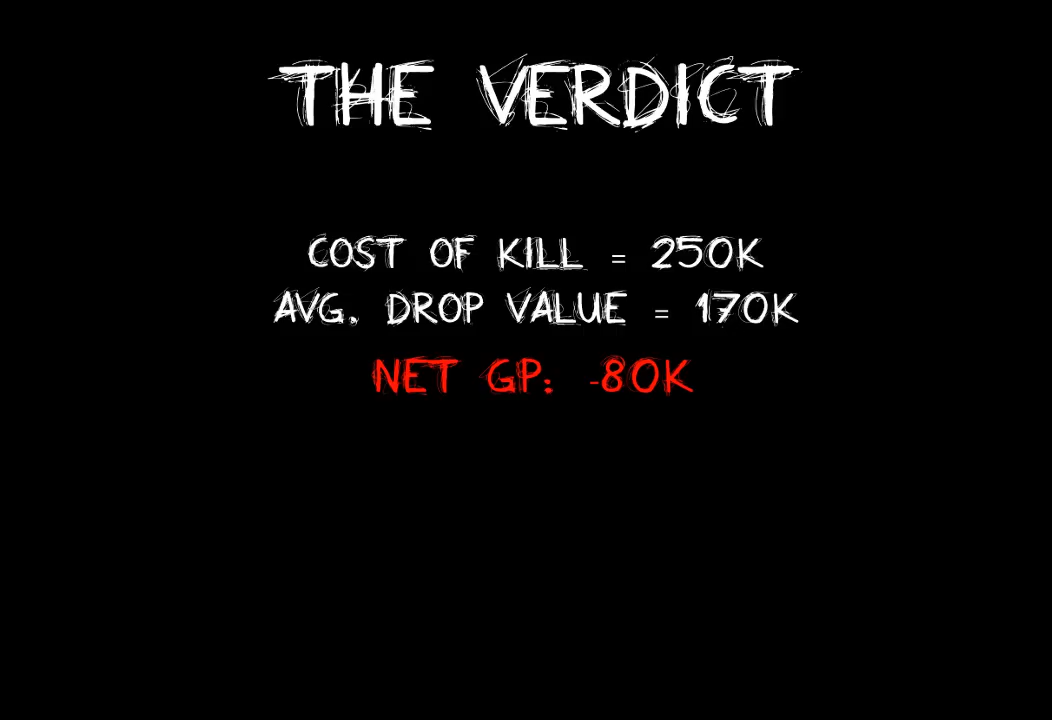 THE VERDICT
COST OF KILL = 250K
AVG. DROP VALUE = 170K
NET GP: -80K